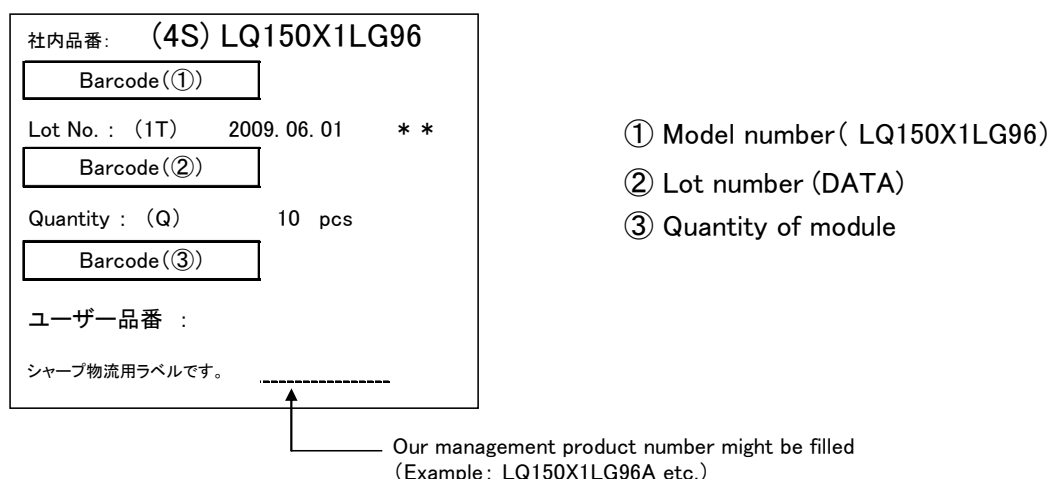 社内品番: (4S) LQ150X1LG96
Barcode(①)
Lot No. : (1T) 2009. 06. 01 * *
Barcode(②)
Quantity : (Q) 10 pcs
Barcode(③)
ユーザー品番 :
シャープ物流用ラベルです。
① Model number( LQ150X1LG96)
② Lot number (DATA)
③ Quantity of module
Our management product number might be filled
(Example: LQ150X1LG96A etc.)